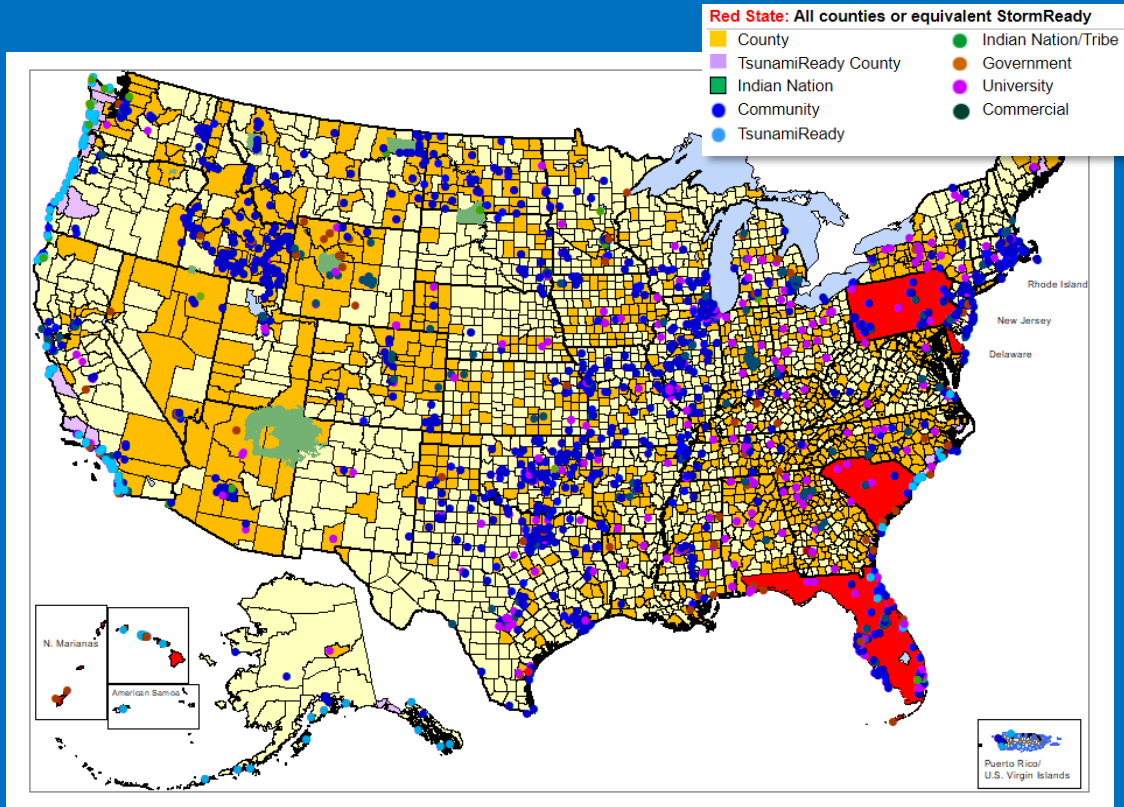 Red State: All counties or equivalent StormReady
County
TsunamiReady County
Indian Nation
Community
TsunamiReady
Indian Nation/Tribe
Government
University
Commercial
Rhode Island
New Jersey
Delaware
N. Marianas
American Samoa
Puerto Rico/
U.S. Virgin Islands